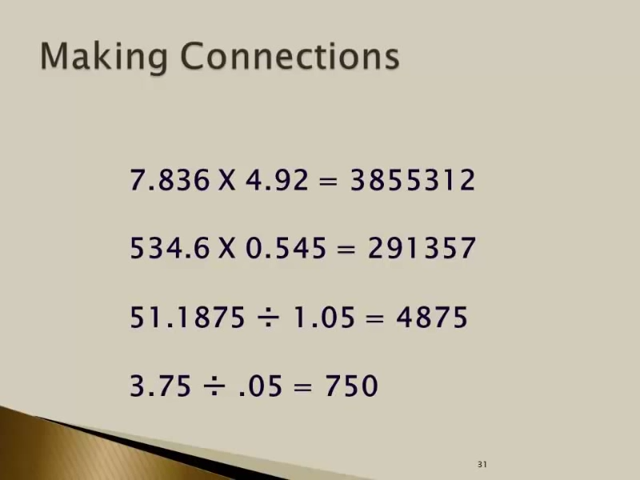 Making Connections
7.836 X 4.92 = 3855312
534.6 X 0.545 = 291357
51.1875 ÷ 1.05 = 4875
3.75 ÷ .05 = 750
31